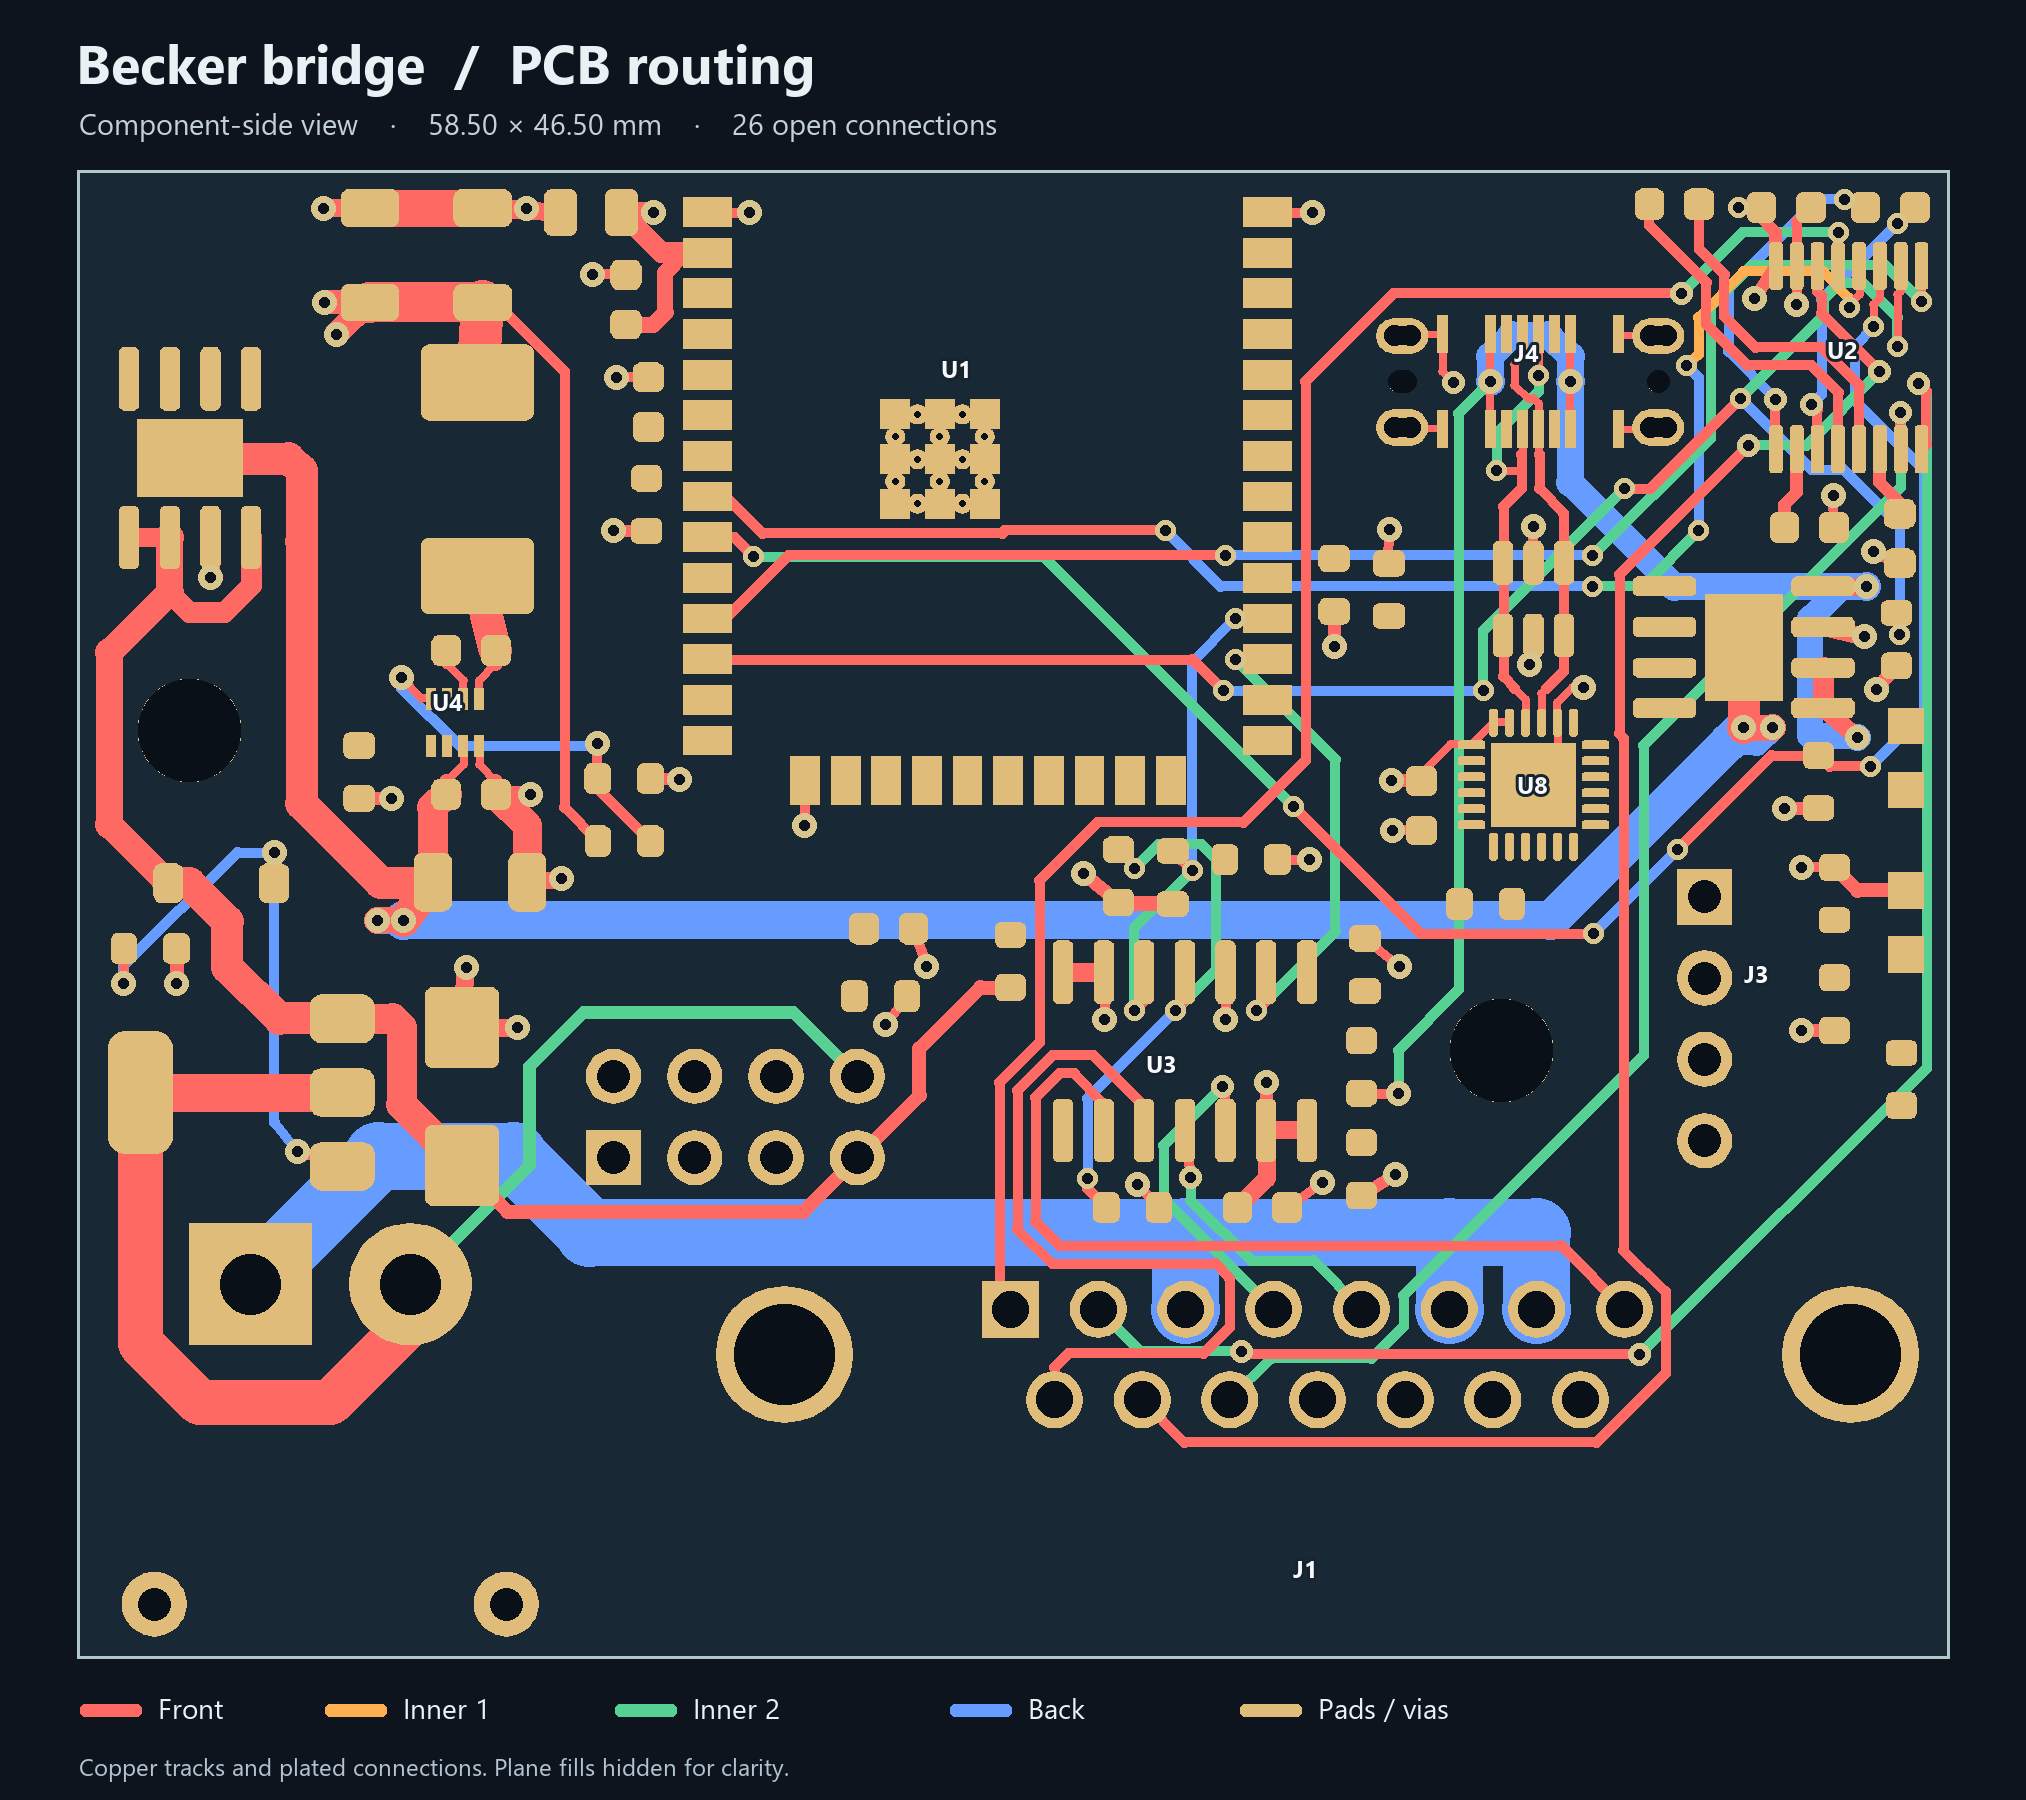 Becker bridge / PCB routing
Component-side view · 58.50 × 46.50 mm · 26 open connections
U1
J4
U2
U4
U8
J3
U3
J1
Front
Inner 1
Inner 2
Back
Pads / vias
Copper tracks and plated connections. Plane fills hidden for clarity.